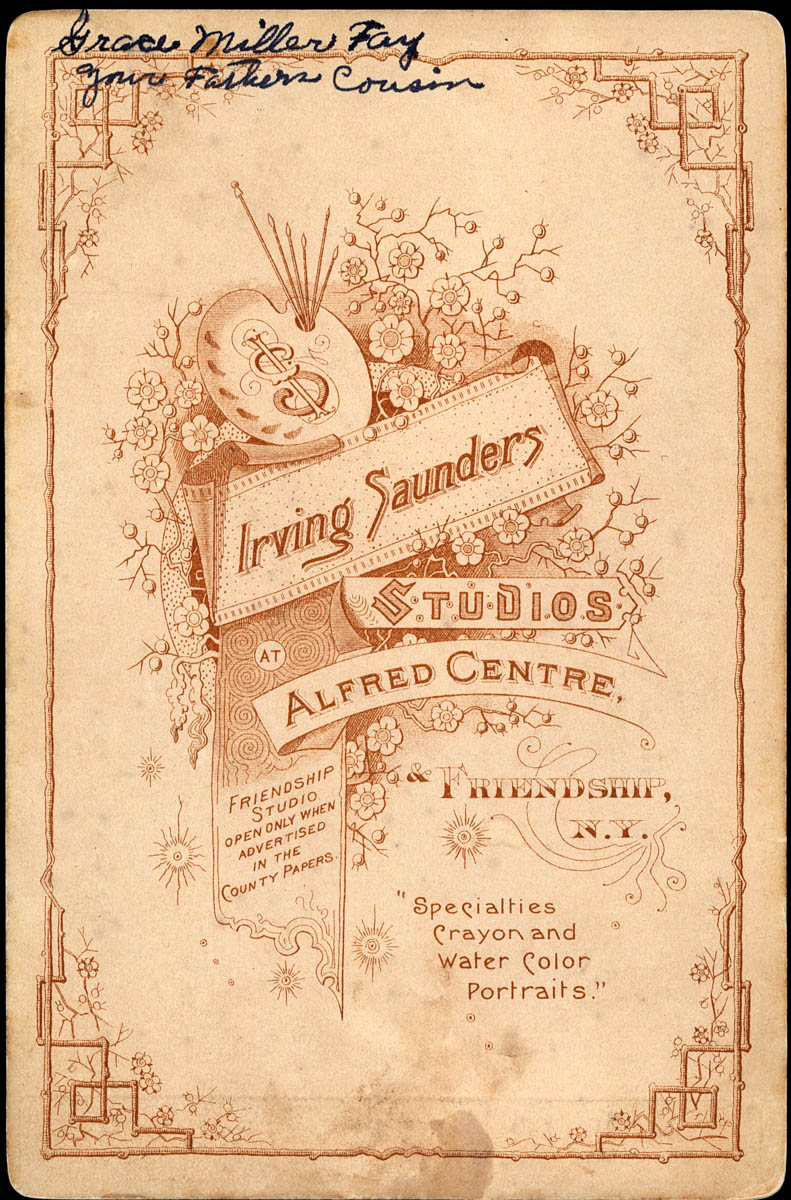 Grace Miller Fay
Your Fathers Cousin
Irving Saunders
STUDIOS
AT
ALFRED CENTRE,
& FRIENDSHIP,
N.Y.
FRIENDSHIP
STUDIO
OPEN ONLY WHEN
ADVERTISED
IN THE
COUNTY PAPERS.
"Specialties
Crayon and
Water Color
Portraits."